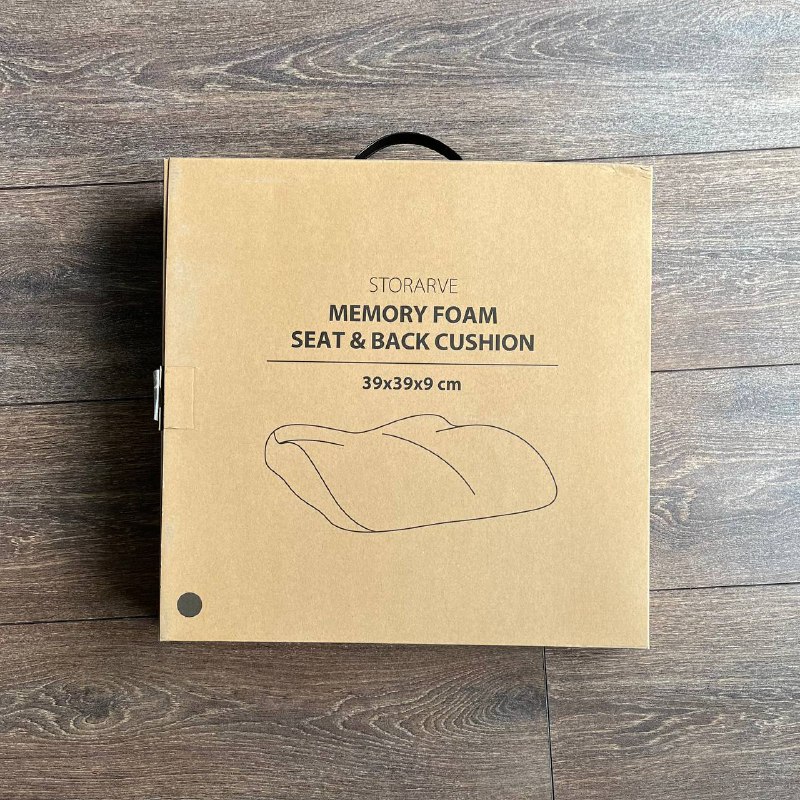 STORARVE
MEMORY FOAM
SEAT & BACK CUSHION
39x39x9 cm